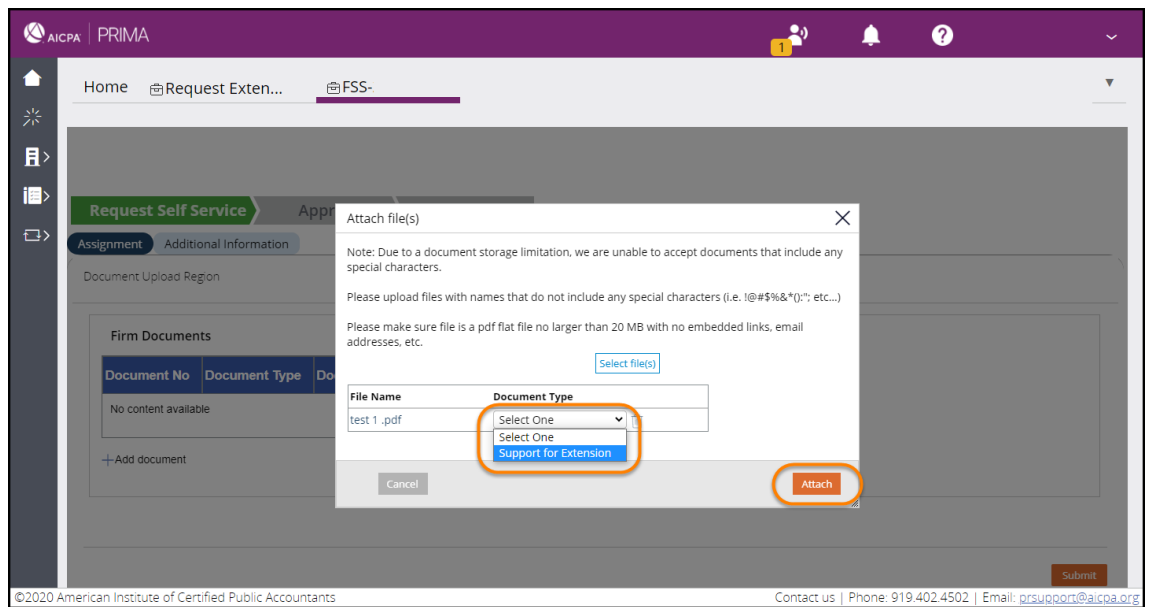 AICPA PRIMA
1
?
Home Request Exten... FSS-
Request Self Service Appr
Assignment Additional Information
Document Upload Region
Firm Documents
Document No Document Type Do
No content available
+Add document
Attach file(s)
Note: Due to a document storage limitation, we are unable to accept documents that include any
special characters.
Please upload files with names that do not include any special characters (i.e. !@#$%&*():"; etc...)
Please make sure file is a pdf flat file no larger than 20 MB with no embedded links, email
addresses, etc.
Select file(s)
File Name Document Type
test 1 .pdf Select One
Select One
Support for Extension
Cancel Attach
Submit
©2020 American Institute of Certified Public Accountants Contact us | Phone: 919.402.4502 | Email: prsupport@aicpa.org